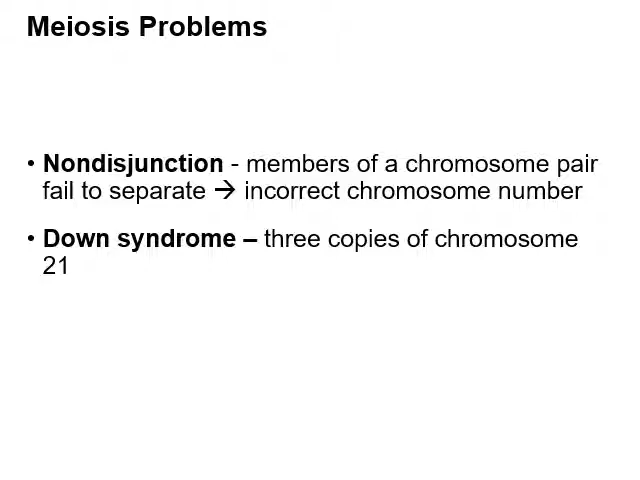 Meiosis Problems
• Nondisjunction - members of a chromosome pair
fail to separate → incorrect chromosome number
• Down syndrome – three copies of chromosome
21